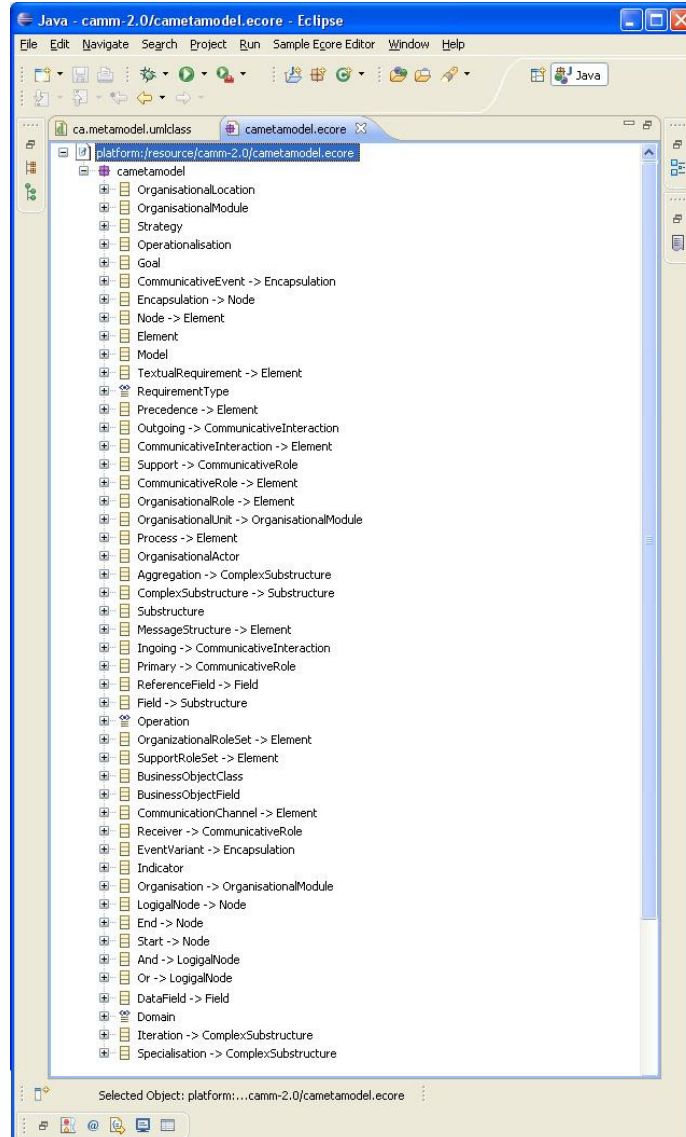 Java - camm-2.0/cametamodel.ecore - Eclipse
File Edit Navigate Search Project Run Sample Ecore Editor Window Help
Java
ca.metamodel.umlclass
cametamodel.ecore
platform:/resource/camm-2.0/cametamodel.ecore
cametamodel
OrganisationalLocation
OrganisationalModule
Strategy
Operationalisation
Goal
CommunicativeEvent -> Encapsulation
Encapsulation -> Node
Node -> Element
Element
Model
TextualRequirement -> Element
RequirementType
Precedence -> Element
Outgoing -> CommunicativeInteraction
CommunicativeInteraction -> Element
Support -> CommunicativeRole
CommunicativeRole -> Element
OrganisationalRole -> Element
OrganisationalUnit -> OrganisationalModule
Process -> Element
OrganisationalActor
Aggregation -> ComplexSubstructure
ComplexSubstructure -> Substructure
Substructure
MessageStructure -> Element
Ingoing -> CommunicativeInteraction
Primary -> CommunicativeRole
ReferenceField -> Field
Field -> Substructure
Operation
OrganizationalRoleSet -> Element
SupportRoleSet -> Element
BusinessObjectClass
BusinessObjectField
CommunicationChannel -> Element
Receiver -> CommunicativeRole
EventVariant -> Encapsulation
Indicator
Organisation -> OrganisationalModule
LogigalNode -> Node
End -> Node
Start -> Node
And -> LogigalNode
Or -> LogigalNode
DataField -> Field
Domain
Iteration -> ComplexSubstructure
Specialisation -> ComplexSubstructure
Selected Object: platform:...camm-2.0/cametamodel.ecore